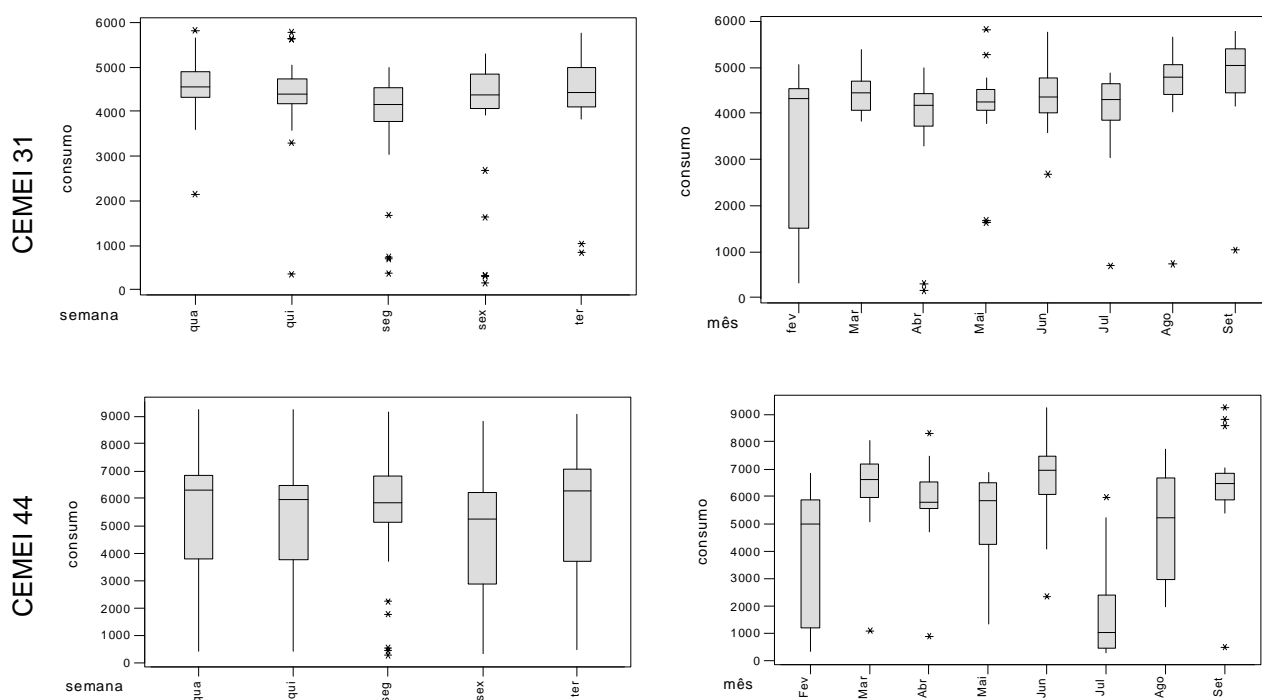 CEMEI 31
6000
5000
4000
3000
2000
1000
0
consumo
semana
qua
qui
seg
sex
ter
6000
5000
4000
3000
2000
1000
0
consumo
mês
fev
Mar
Abr
Mai
Jun
Jul
Ago
Set
CEMEI 44
9000
8000
7000
6000
5000
4000
3000
2000
1000
0
consumo
semana
qua
qui
seg
sex
ter
9000
8000
7000
6000
5000
4000
3000
2000
1000
0
consumo
mês
Fev
Mar
Abr
Mai
Jun
Jul
Ago
Set